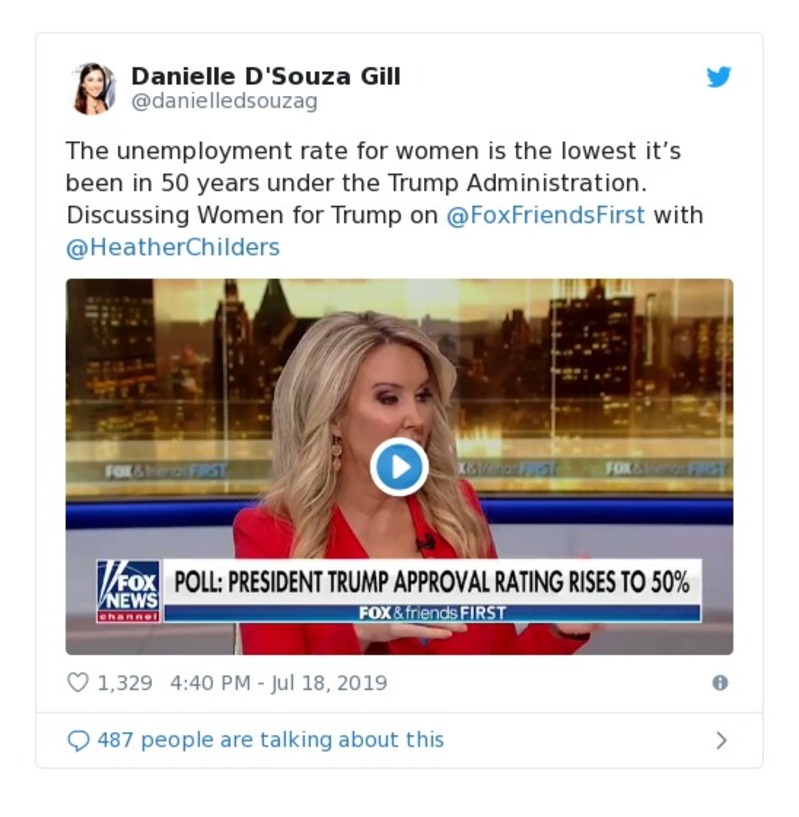 Danielle D'Souza Gill
@danielledsouzag
The unemployment rate for women is the lowest it’s
been in 50 years under the Trump Administration.
Discussing Women for Trump on @FoxFriendsFirst with
@HeatherChilders
FOX & friends FIRST
X & friends FIRST
FOX & friends FIRST
FOX
NEWS
channel
POLL: PRESIDENT TRUMP APPROVAL RATING RISES TO 50%
FOX & friends FIRST
1,329 4:40 PM - Jul 18, 2019
487 people are talking about this